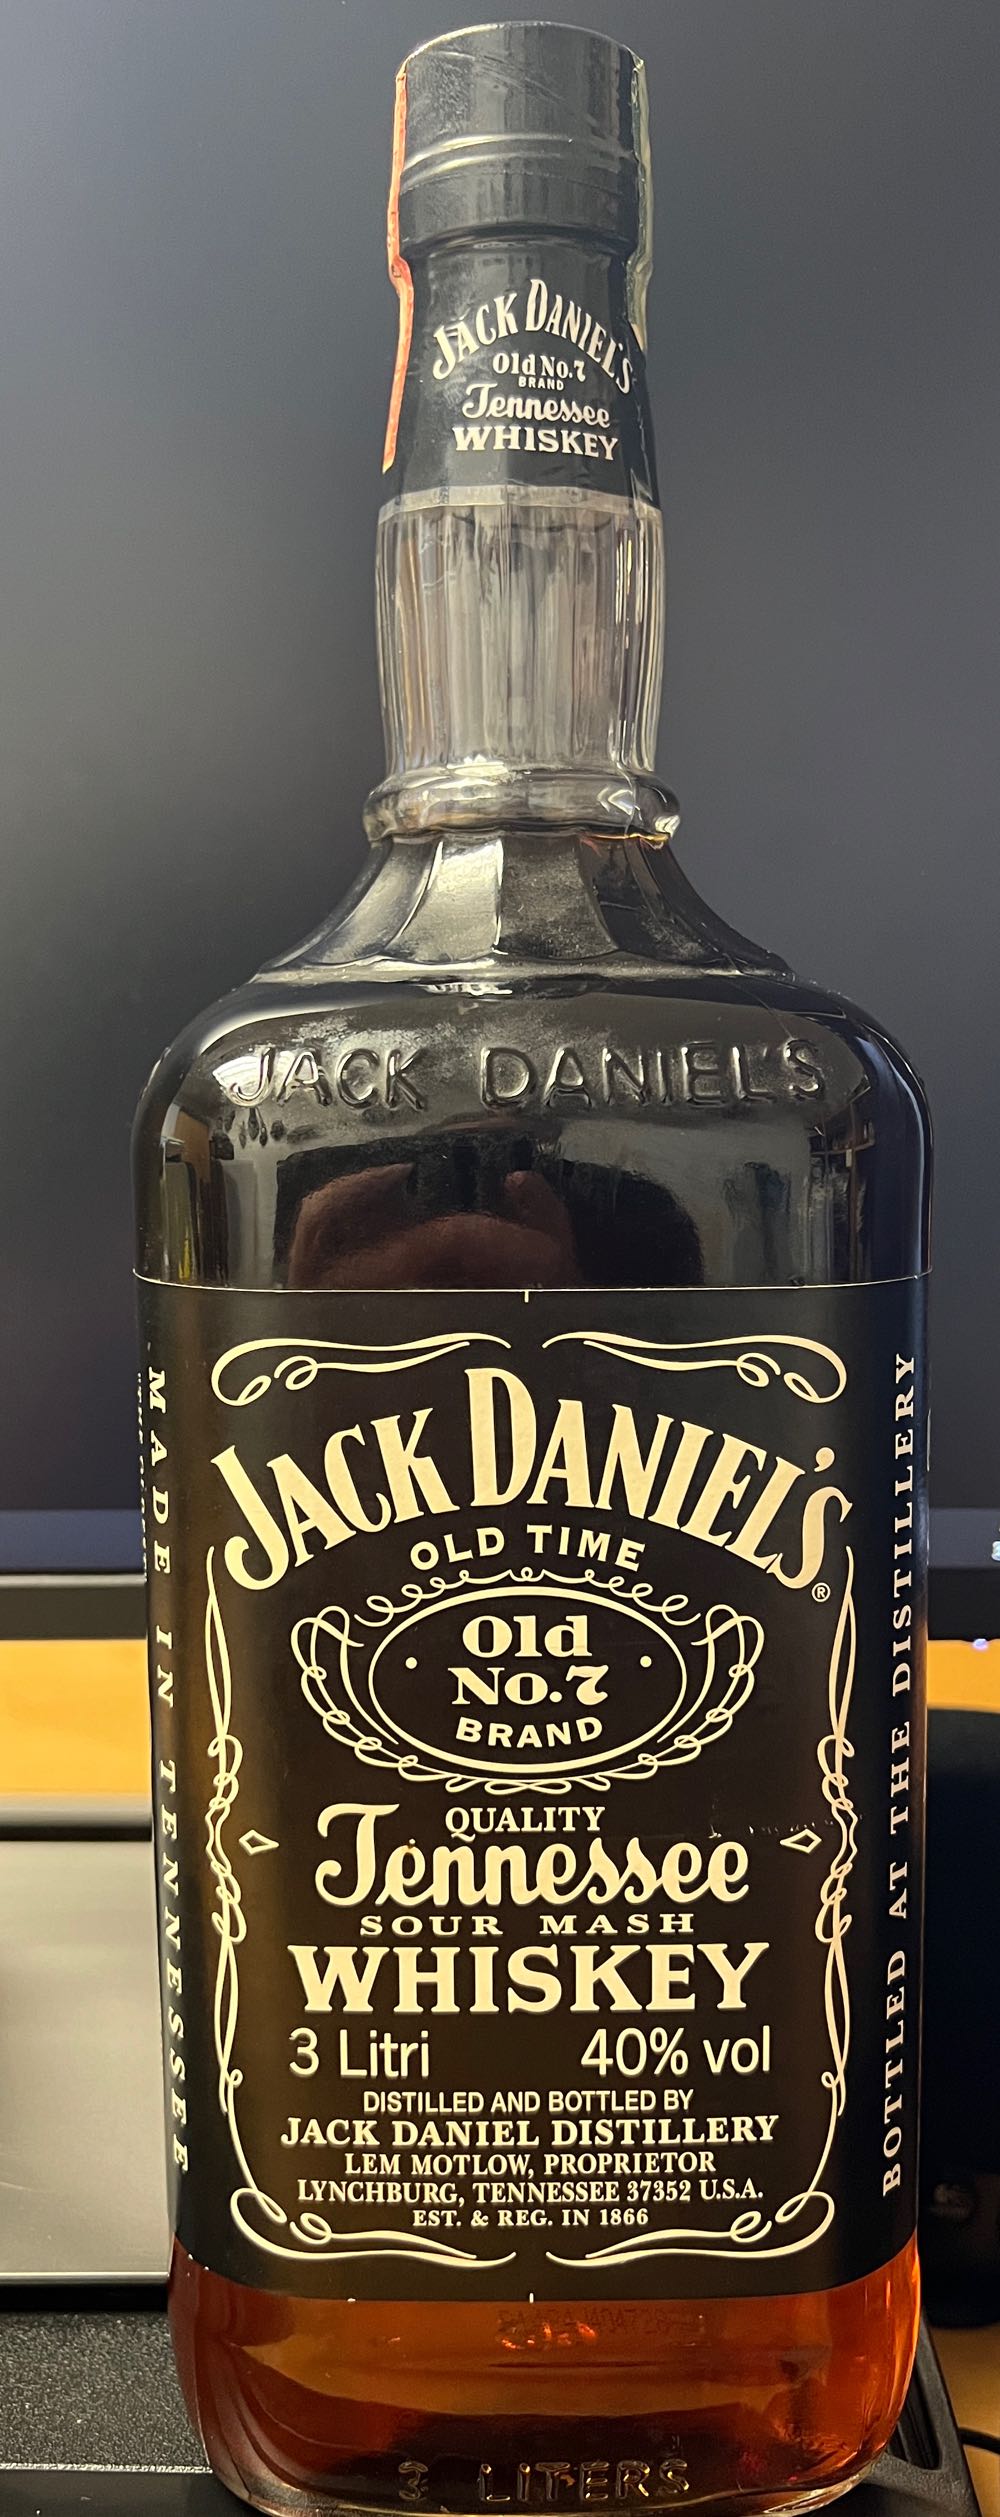 JACK DANIEL'S
Old No.7
BRAND
Tennessee
WHISKEY
JACK DANIEL'S
JACK DANIEL'S
®
OLD TIME
Old
No.7
BRAND
QUALITY
Tennessee
SOUR MASH
WHISKEY
3 Litri 40% vol
DISTILLED AND BOTTLED BY
JACK DANIEL DISTILLERY
LEM MOTLOW, PROPRIETOR
LYNCHBURG, TENNESSEE 37352 U.S.A.
EST. & REG. IN 1866
MADE IN TENNESSEE
BOTTLED AT THE DISTILLERY
3 LITERS